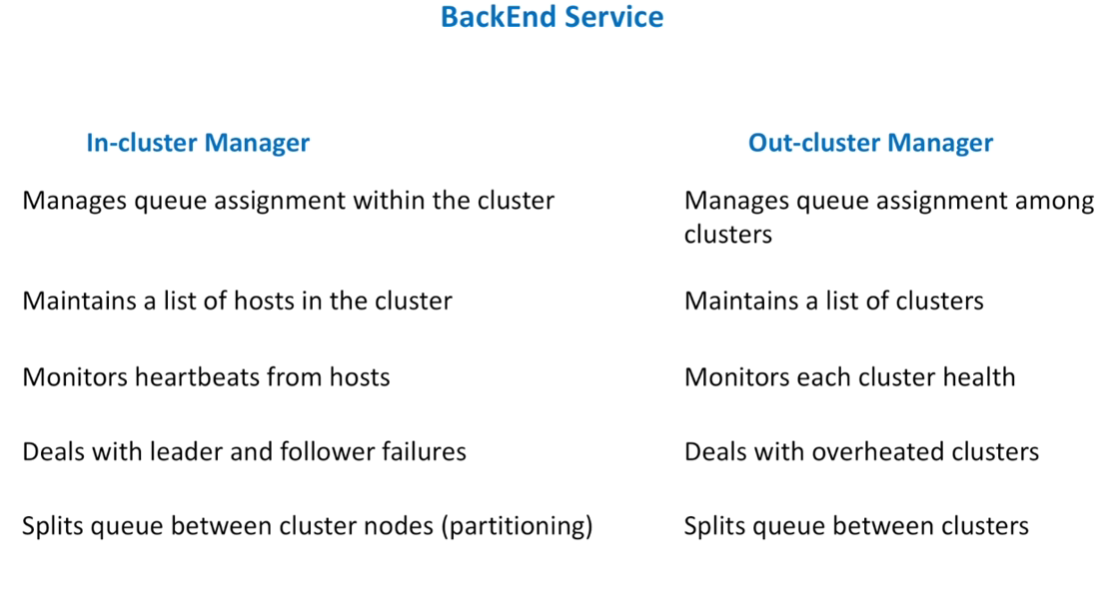 BackEnd Service
In-cluster Manager
Manages queue assignment within the cluster
Maintains a list of hosts in the cluster
Monitors heartbeats from hosts
Deals with leader and follower failures
Splits queue between cluster nodes (partitioning)
Out-cluster Manager
Manages queue assignment among
clusters
Maintains a list of clusters
Monitors each cluster health
Deals with overheated clusters
Splits queue between clusters